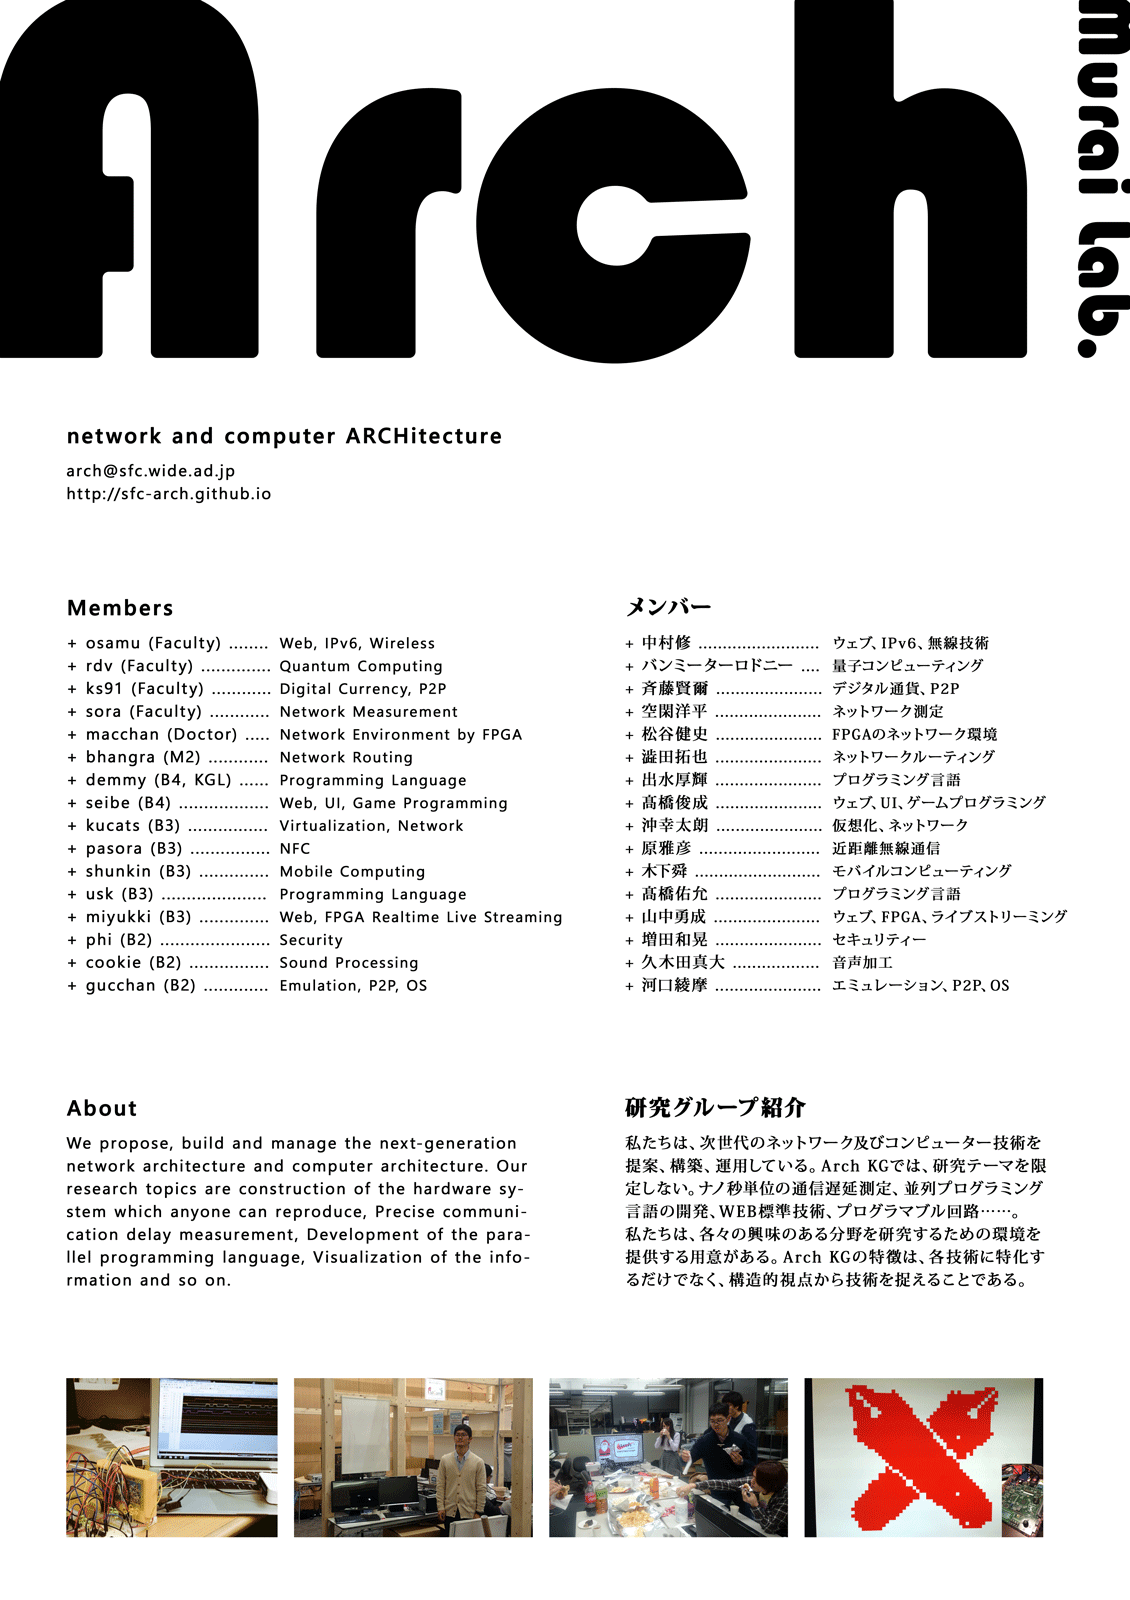 Arch
murai lab.
network and computer ARCHitecture
arch@sfc.wide.ad.jp
http://sfc-arch.github.io
Members
+ osamu (Faculty) ........ Web, IPv6, Wireless
+ rdv (Faculty) ............. Quantum Computing
+ ks91 (Faculty) ............ Digital Currency, P2P
+ sora (Faculty) ............ Network Measurement
+ macchan (Doctor) ..... Network Environment by FPGA
+ bhangra (M2) ............ Network Routing
+ demmy (B4, KGL) ...... Programming Language
+ seibe (B4) .................. Web, UI, Game Programming
+ kucats (B3) ................ Virtualization, Network
+ pasora (B3) ................ NFC
+ shunkin (B3) .............. Mobile Computing
+ usk (B3) ..................... Programming Language
+ miyukki (B3) .............. Web, FPGA Realtime Live Streaming
+ phi (B2) ...................... Security
+ cookie (B2) ................ Sound Processing
+ gucchan (B2) ............. Emulation, P2P, OS
メンバー
+ 中村修 ......................... ウェブ、IPv6、無線技術
+ バンミーターロドニー .... 量子コンピューティング
+ 斉藤賢爾 ...................... デジタル通貨、P2P
+ 空閑洋平 ...................... ネットワーク測定
+ 松谷健史 ...................... FPGAのネットワーク環境
+ 澁田拓也 ...................... ネットワークルーティング
+ 出水厚輝 ...................... プログラミング言語
+ 髙橋俊成 ...................... ウェブ、UI、ゲームプログラミング
+ 沖幸太朗 ...................... 仮想化、ネットワーク
+ 原雅彦 ......................... 近距離無線通信
+ 木下舜 .......................... モバイルコンピューティング
+ 髙橋佑允 ...................... プログラミング言語
+ 山中勇成 ...................... ウェブ、FPGA、ライブストリーミング
+ 増田和晃 ...................... セキュリティー
+ 久木田真大 .................. 音声加工
+ 河口綾摩 ...................... エミュレーション、P2P、OS
About
We propose, build and manage the next-generation
network architecture and computer architecture. Our
research topics are construction of the hardware sy-
stem which anyone can reproduce, Precise communi-
cation delay measurement, Development of the para-
llel programming language, Visualization of the info-
rmation and so on.
研究グループ紹介
私たちは、次世代のネットワーク及びコンピューター技術を
提案、構築、運用している。Arch KGでは、研究テーマを限
定しない。ナノ秒単位の通信遅延測定、並列プログラミング
言語の開発、WEB標準技術、プログラマブル回路……。
私たちは、各々の興味のある分野を研究するための環境を
提供する用意がある。Arch KGの特徴は、各技術に特化す
るだけでなく、構造的視点から技術を捉えることである。